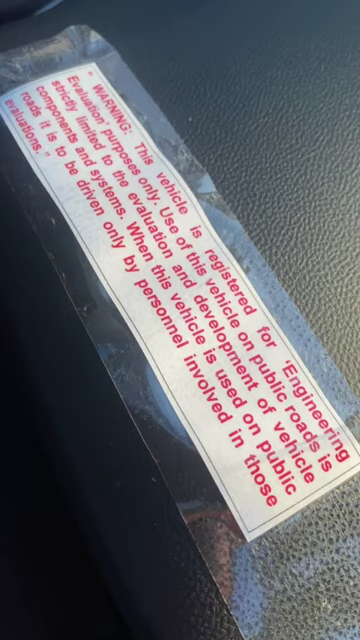 " WARNING: This vehicle is registered for 'Engineering
Evaluation' purposes only. Use of this vehicle on public roads is
strictly limited to the evaluation and development of vehicle
components and systems. When this vehicle is used on public
roads it is to be driven only by personnel involved in those
evaluations. "